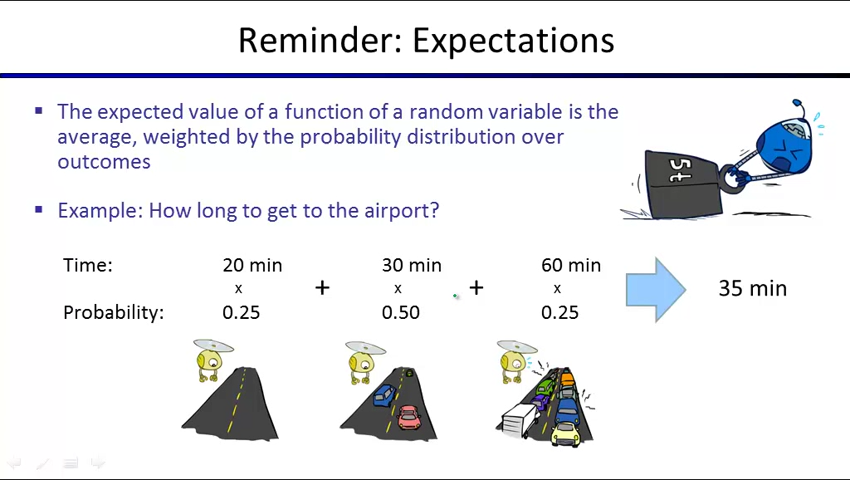 Reminder: Expectations
▪ The expected value of a function of a random variable is the
average, weighted by the probability distribution over
outcomes
▪ Example: How long to get to the airport?
5t
Time: 20 min 30 min 60 min
x + x + x 35 min
Probability: 0.25 0.50 0.25